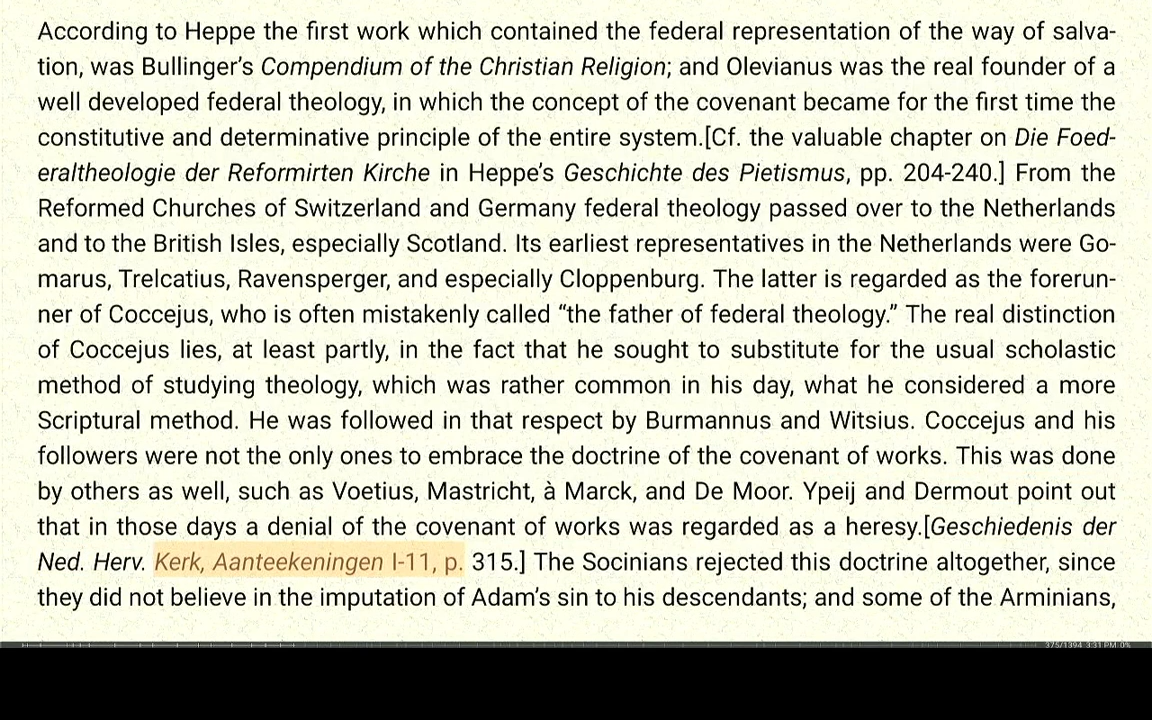 According to Heppe the first work which contained the federal representation of the way of salva-
tion, was Bullinger’s Compendium of the Christian Religion; and Olevianus was the real founder of a
well developed federal theology, in which the concept of the covenant became for the first time the
constitutive and determinative principle of the entire system.[Cf. the valuable chapter on Die Foed-
eraltheologie der Reformirten Kirche in Heppe’s Geschichte des Pietismus, pp. 204-240.] From the
Reformed Churches of Switzerland and Germany federal theology passed over to the Netherlands
and to the British Isles, especially Scotland. Its earliest representatives in the Netherlands were Go-
marus, Trelcatius, Ravensperger, and especially Cloppenburg. The latter is regarded as the forerun-
ner of Coccejus, who is often mistakenly called “the father of federal theology.” The real distinction
of Coccejus lies, at least partly, in the fact that he sought to substitute for the usual scholastic
method of studying theology, which was rather common in his day, what he considered a more
Scriptural method. He was followed in that respect by Burmannus and Witsius. Coccejus and his
followers were not the only ones to embrace the doctrine of the covenant of works. This was done
by others as well, such as Voetius, Mastricht, à Marck, and De Moor. Ypeij and Dermout point out
that in those days a denial of the covenant of works was regarded as a heresy.[Geschiedenis der
Ned. Herv. Kerk, Aanteekeningen I-11, p. 315.] The Socinians rejected this doctrine altogether, since
they did not believe in the imputation of Adam’s sin to his descendants; and some of the Arminians,
375/1394 3:31 PM 0%